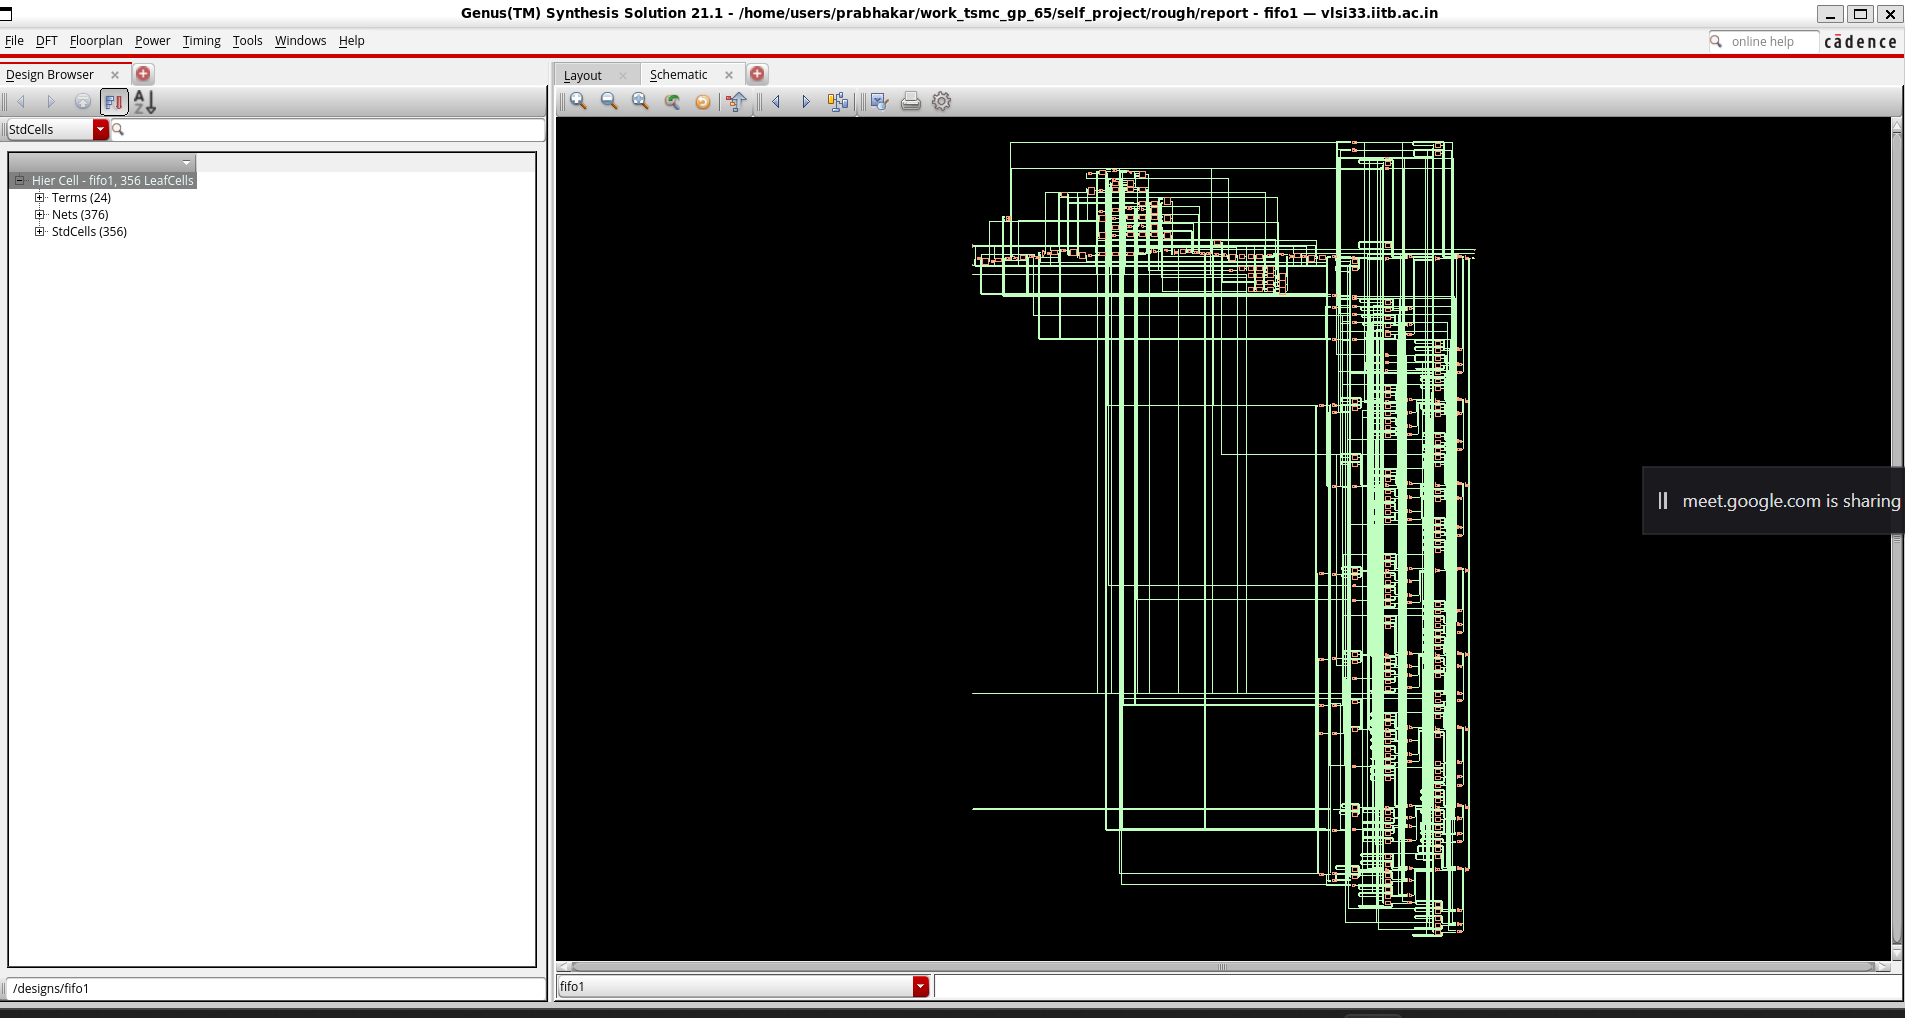 Genus(TM) Synthesis Solution 21.1 - /home/users/prabhakar/work_tsmc_gp_65/self_project/rough/report - fifo1 — vlsi33.iiitb.ac.in
File DFT Floorplan Power Timing Tools Windows Help
online help
cādence
Design Browser
Layout
Schematic
A
Z
StdCells
Hier Cell - fifo1, 356 LeafCells
Terms (24)
Nets (376)
StdCells (356)
meet.google.com is sharing
fifo1
/designs/fifo1